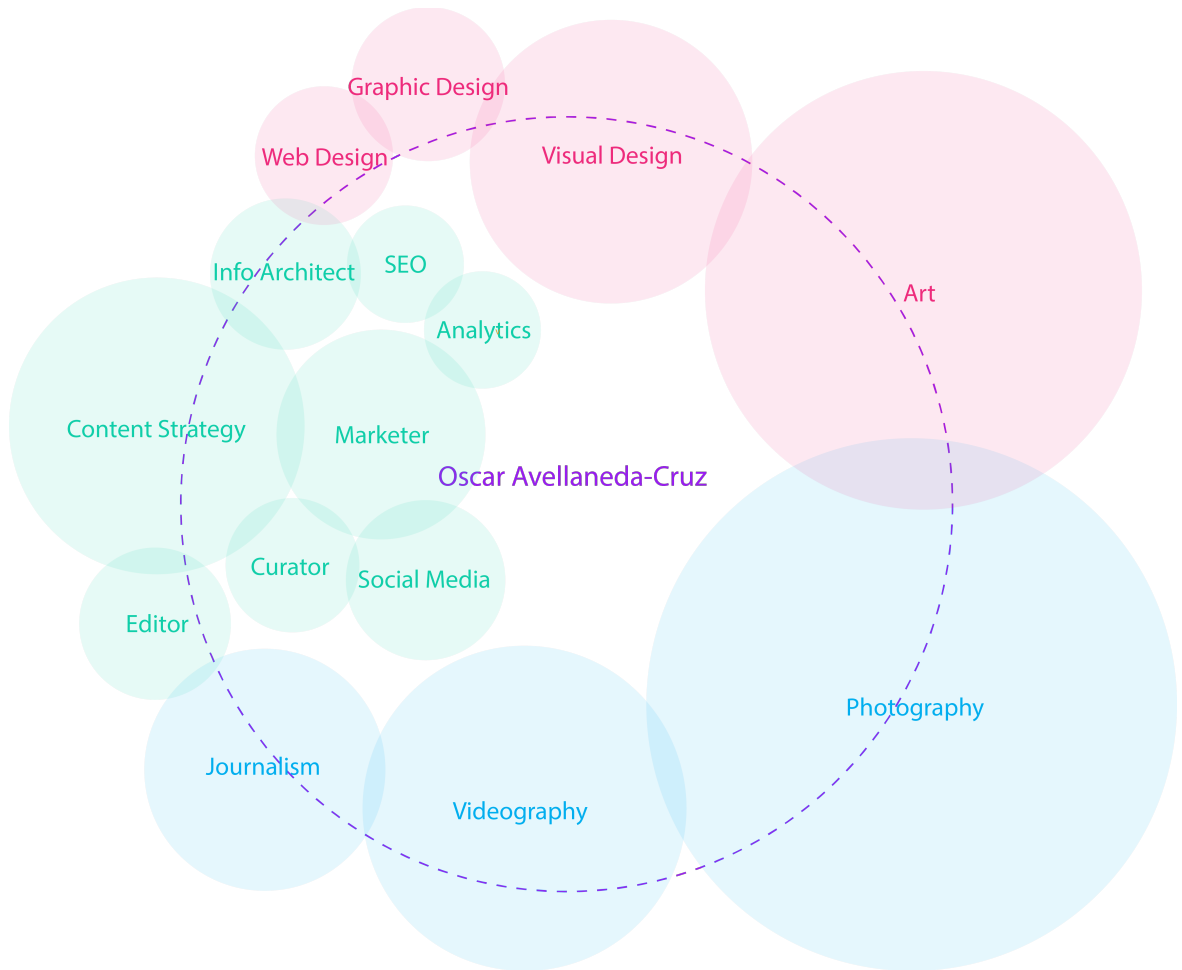 Graphic Design
Web Design
Visual Design
Info Architect
SEO
Art
Analytics
Content Strategy
Marketer
Oscar Avellaneda-Cruz
Curator
Social Media
Editor
Photography
Journalism
Videography